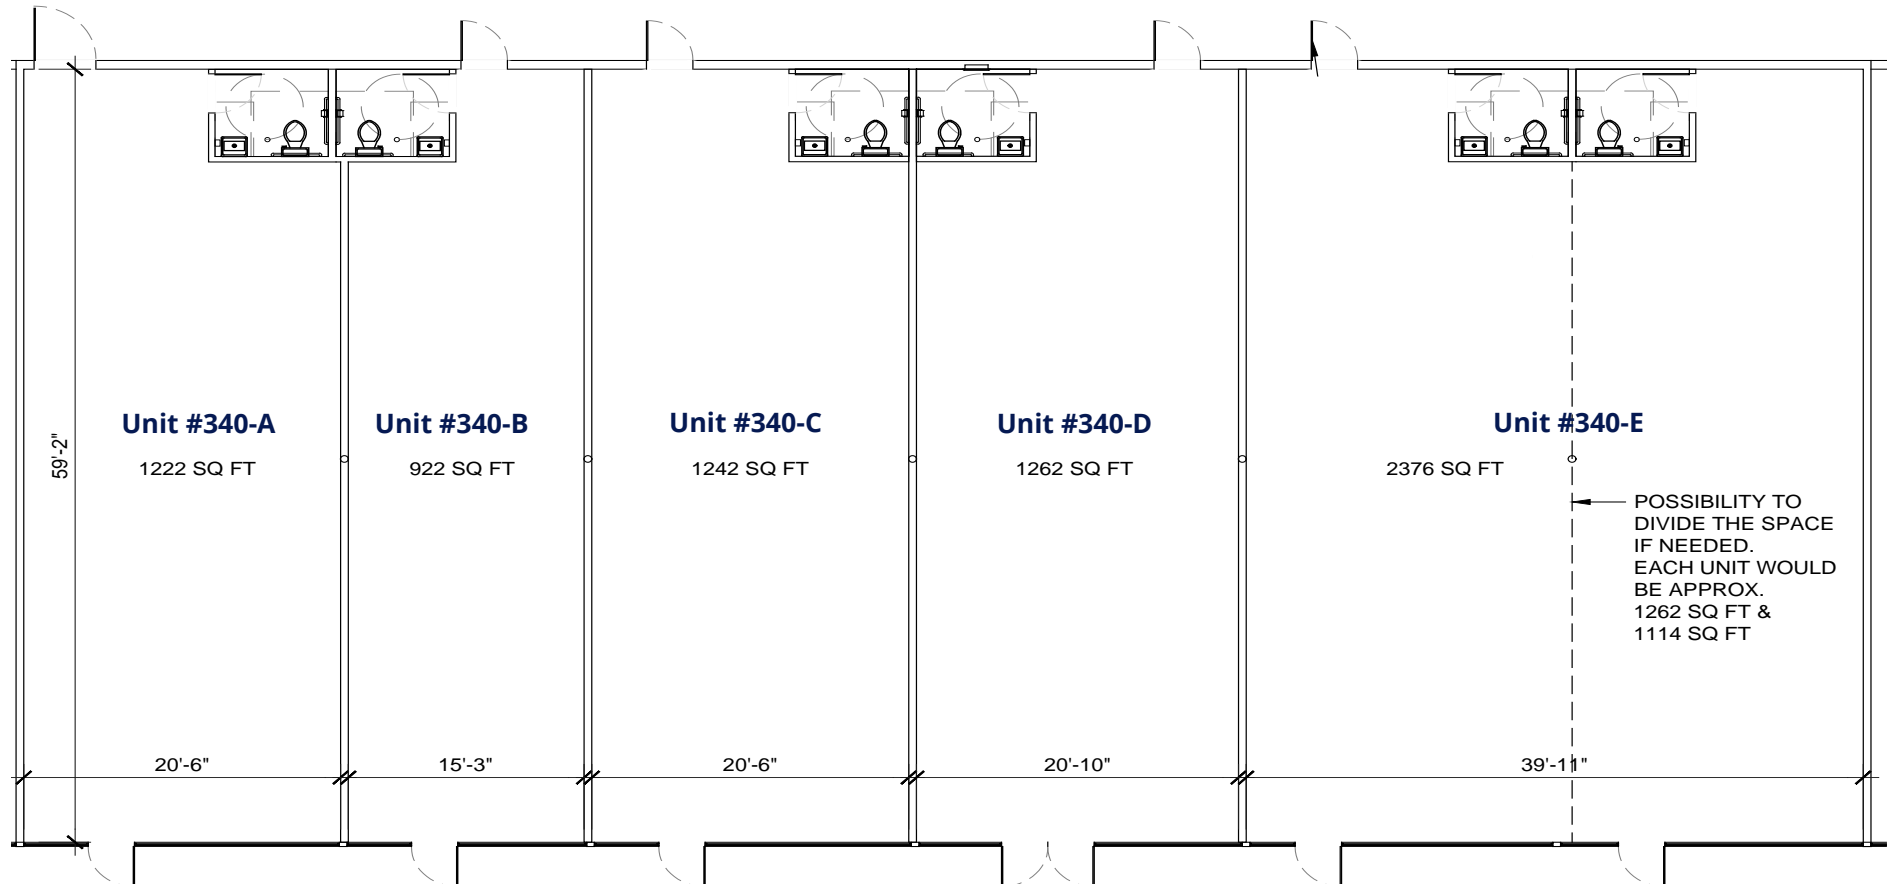 Unit #340-A
1222 SQ FT
Unit #340-B
922 SQ FT
Unit #340-C
1242 SQ FT
Unit #340-D
1262 SQ FT
Unit #340-E
2376 SQ FT
POSSIBILITY TO
DIVIDE THE SPACE
IF NEEDED.
EACH UNIT WOULD
BE APPROX.
1262 SQ FT &
1114 SQ FT
59'-2"
20'-6"
15'-3"
20'-6"
20'-10"
39'-11"